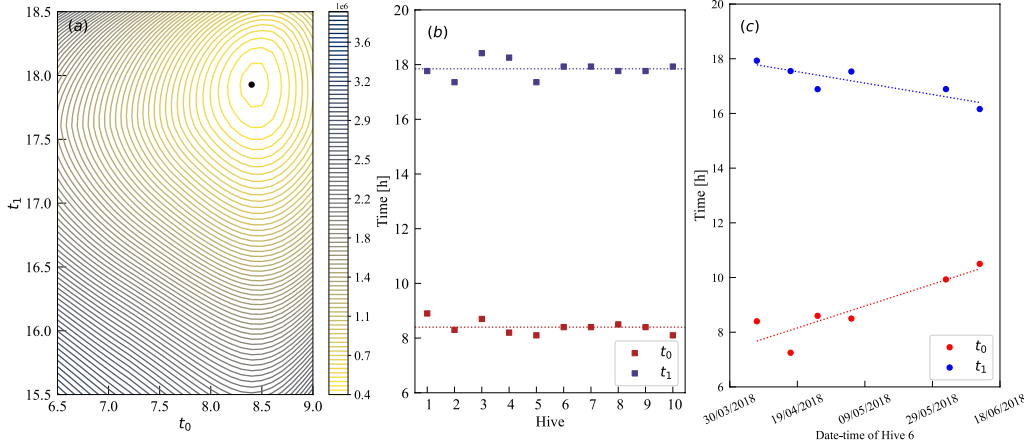 (a)
18.5
18.0
17.5
17.0
16.5
16.0
15.5
t₁
6.5 7.0 7.5 8.0 8.5 9.0
t₀
1e6
3.6
3.2
2.9
2.5
2.2
1.8
1.4
1.1
0.7
0.4
(b)
20
18
16
14
12
10
8
6
Time [h]
1 2 3 4 5 6 7 8 9 10
Hive
t₀
t₁
(c)
20
18
16
14
12
10
8
6
Time [h]
30/03/2018 19/04/2018 09/05/2018 29/05/2018 18/06/2018
Date-time of Hive 6
t₀
t₁